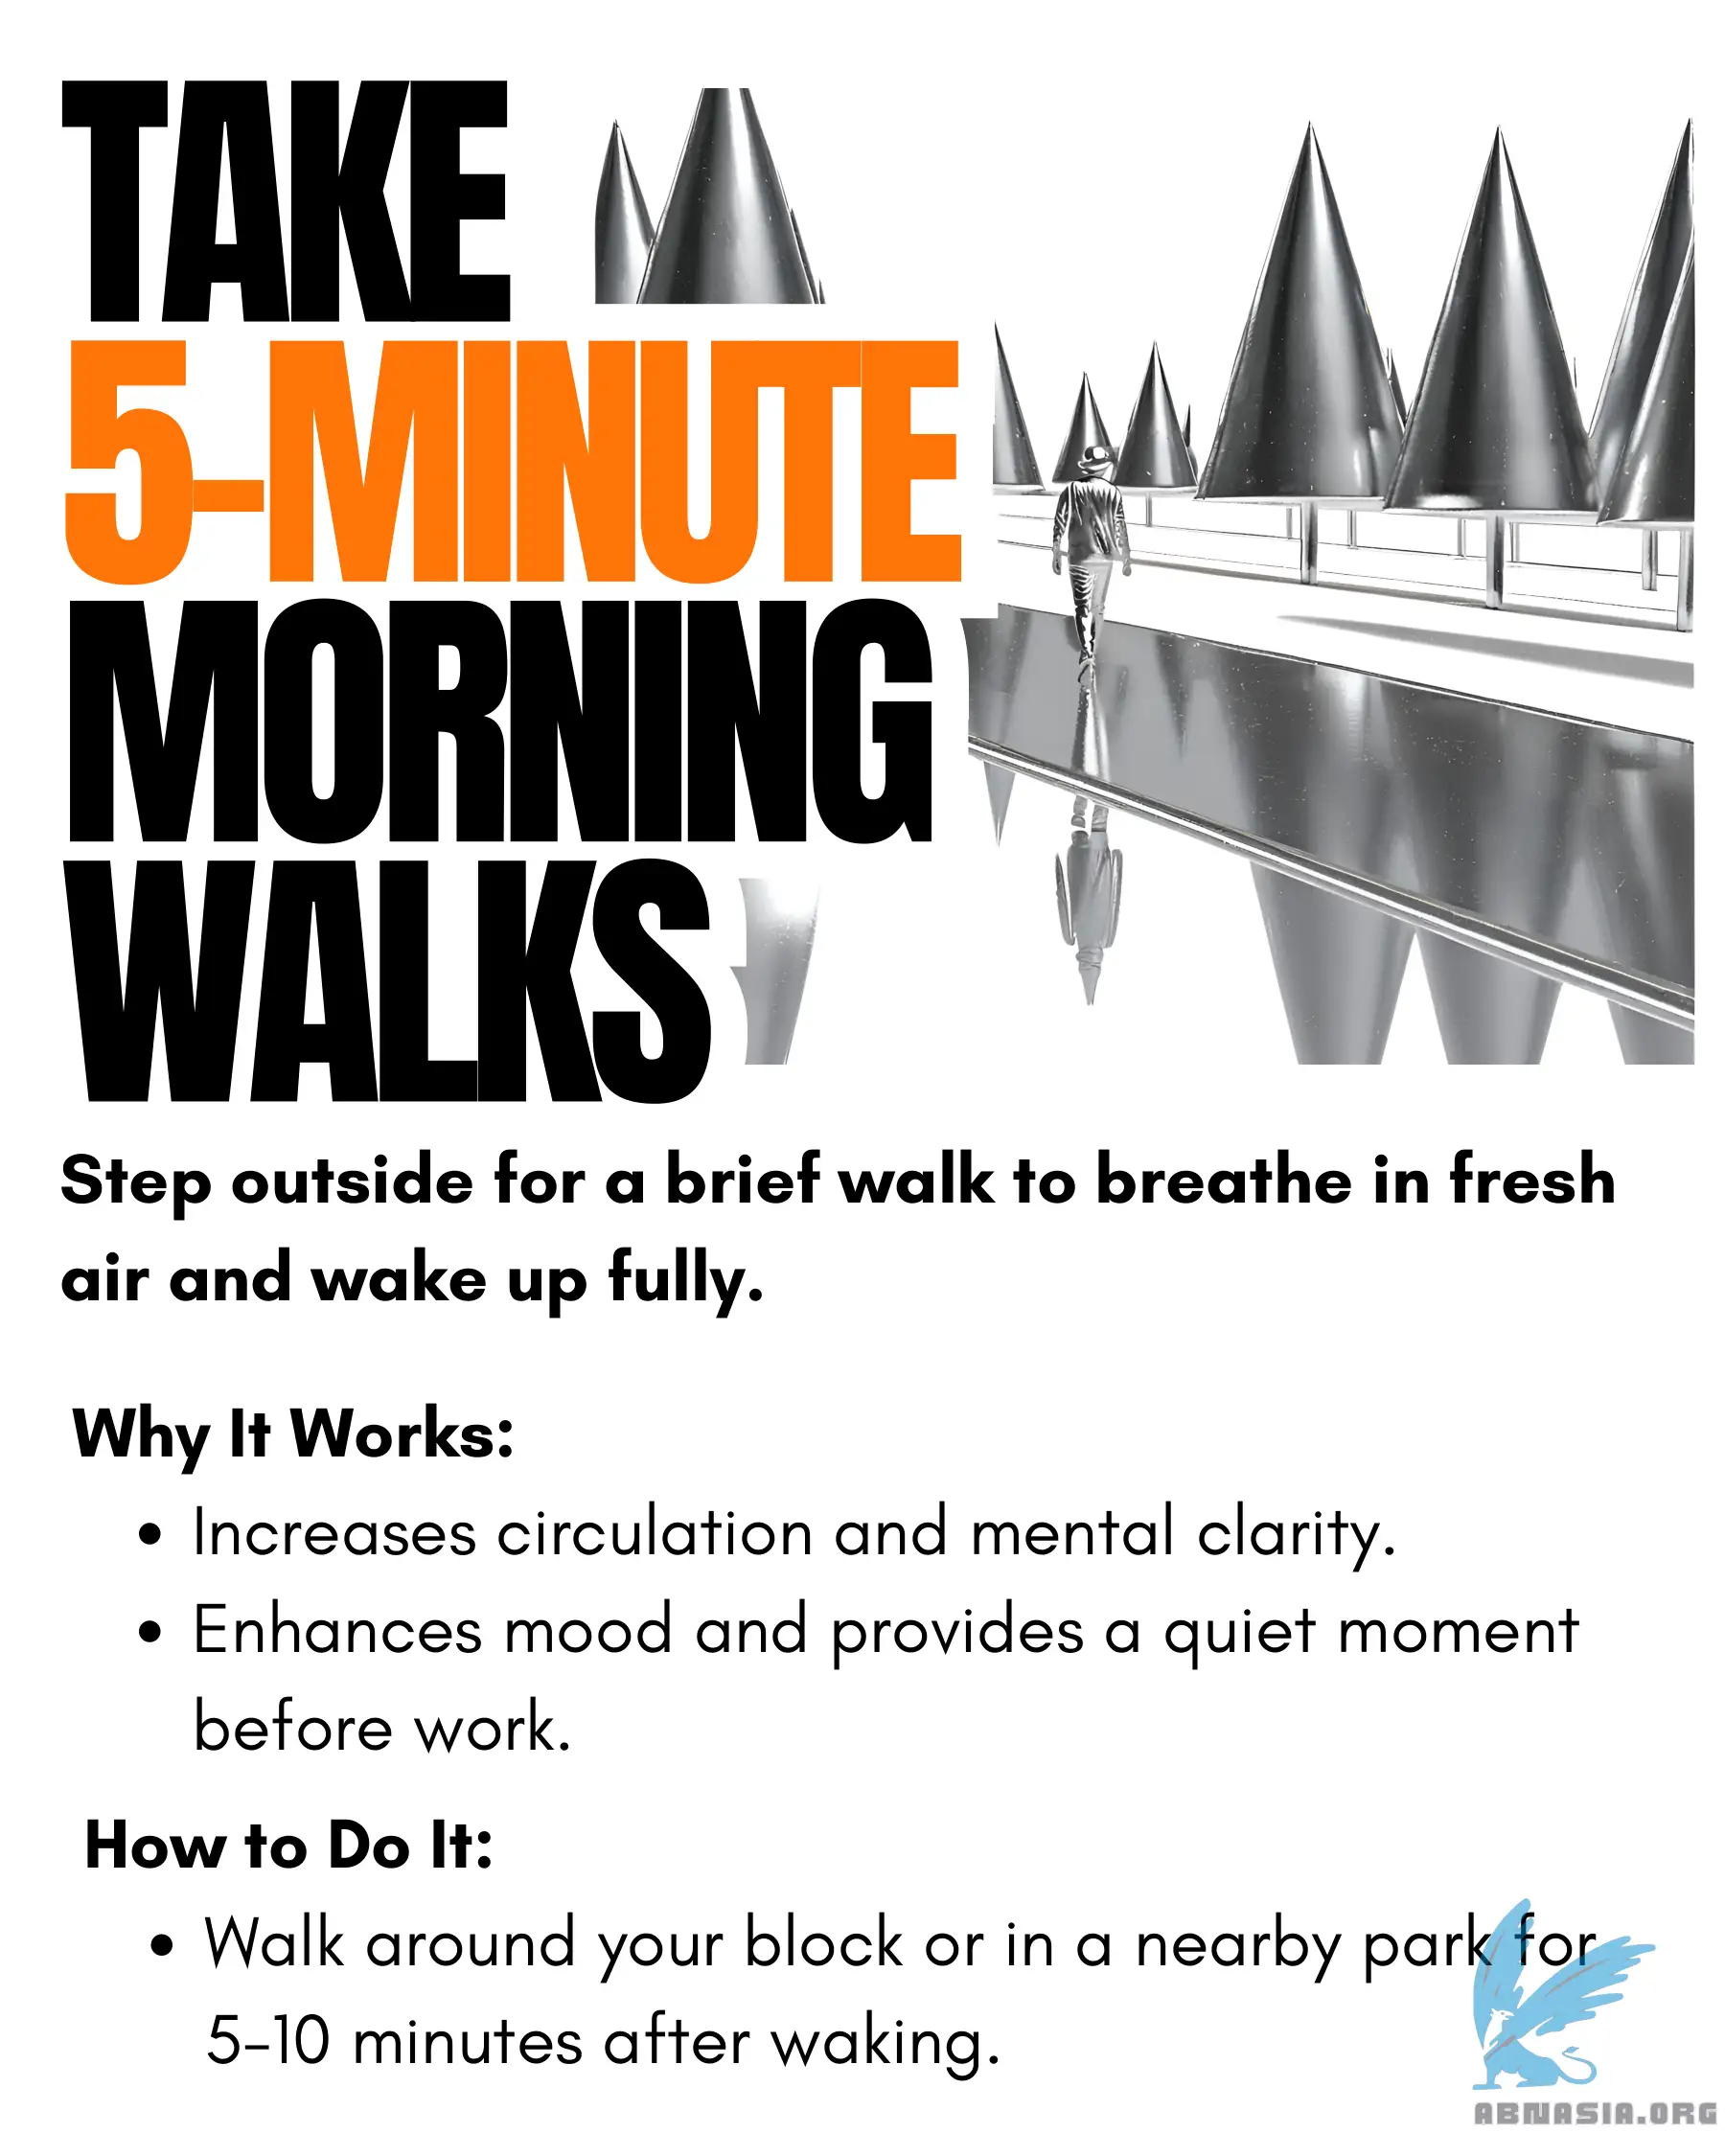 TAKE
5-MINUTE
MORNING
WALKS
Step outside for a brief walk to breathe in fresh
air and wake up fully.
Why It Works:
• Increases circulation and mental clarity.
• Enhances mood and provides a quiet moment
before work.
How to Do It:
• Walk around your block or in a nearby park for
5-10 minutes after waking.
ABNASIA.ORG